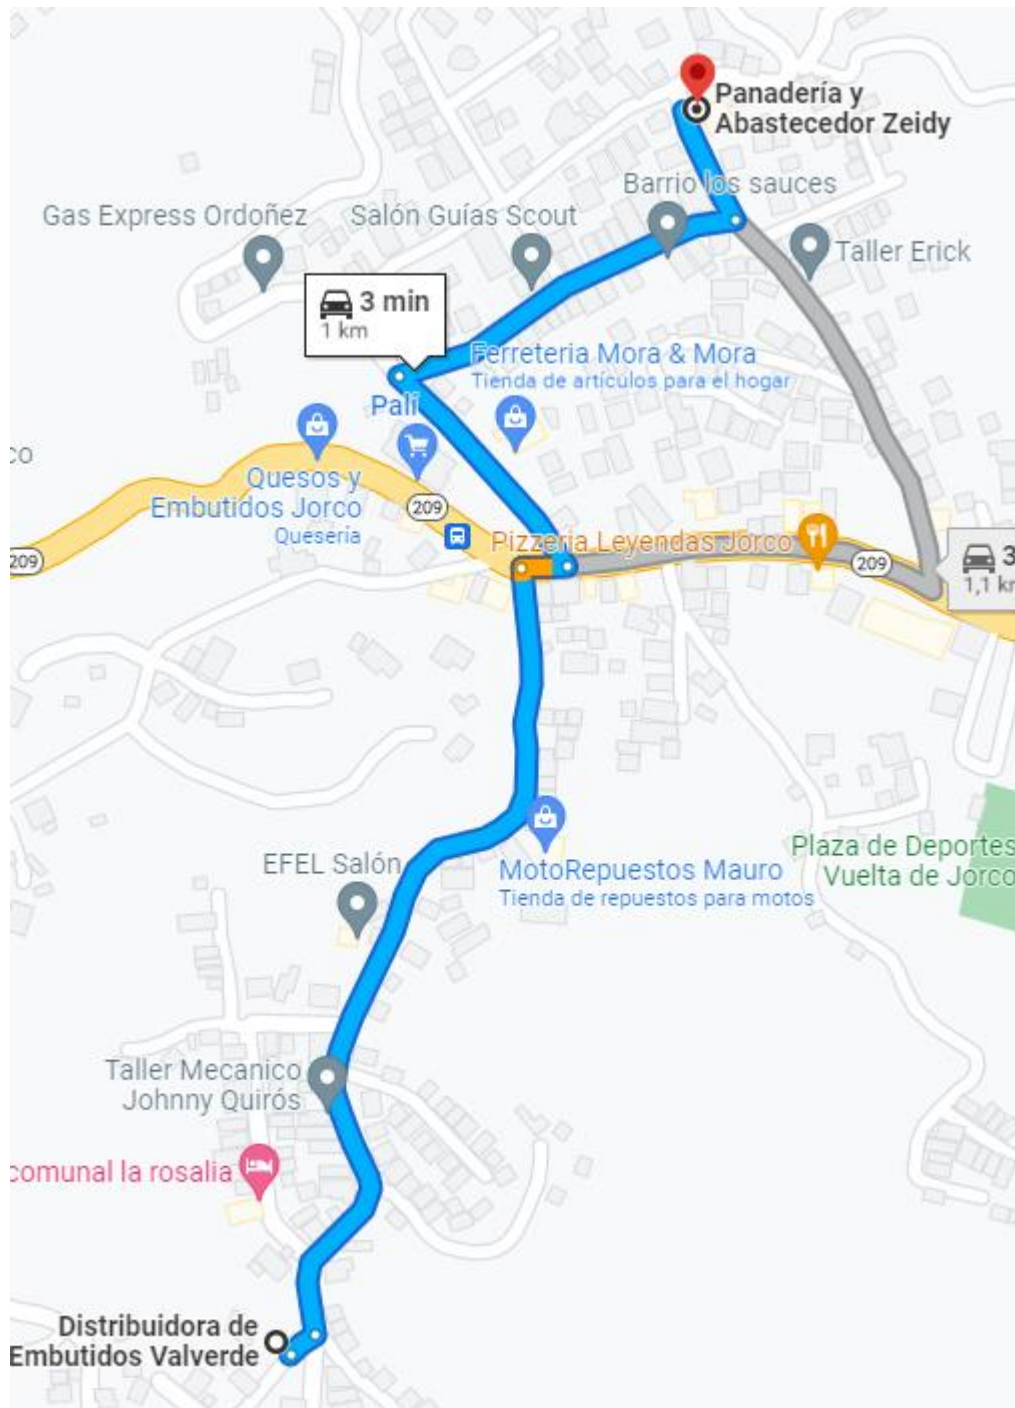 Panadería y
Abastecedor Zeidy
Barrio los sauces
Gas Express Ordoñez
Salón Guías Scout
Taller Erick
3 min
1 km
Ferreteria Mora & Mora
Tienda de artículos para el hogar
Palí
co
Quesos y
Embutidos Jorco
Quesería
209
209
Pizzeria Leyendas Jorco
209
3
1,1 km
Plaza de Deportes
Vuelta de Jorco
EFEL Salón
MotoRepuestos Mauro
Tienda de repuestos para motos
Taller Mecanico
Johnny Quirós
comunal la rosalia
Distribuidora de
Embutidos Valverde